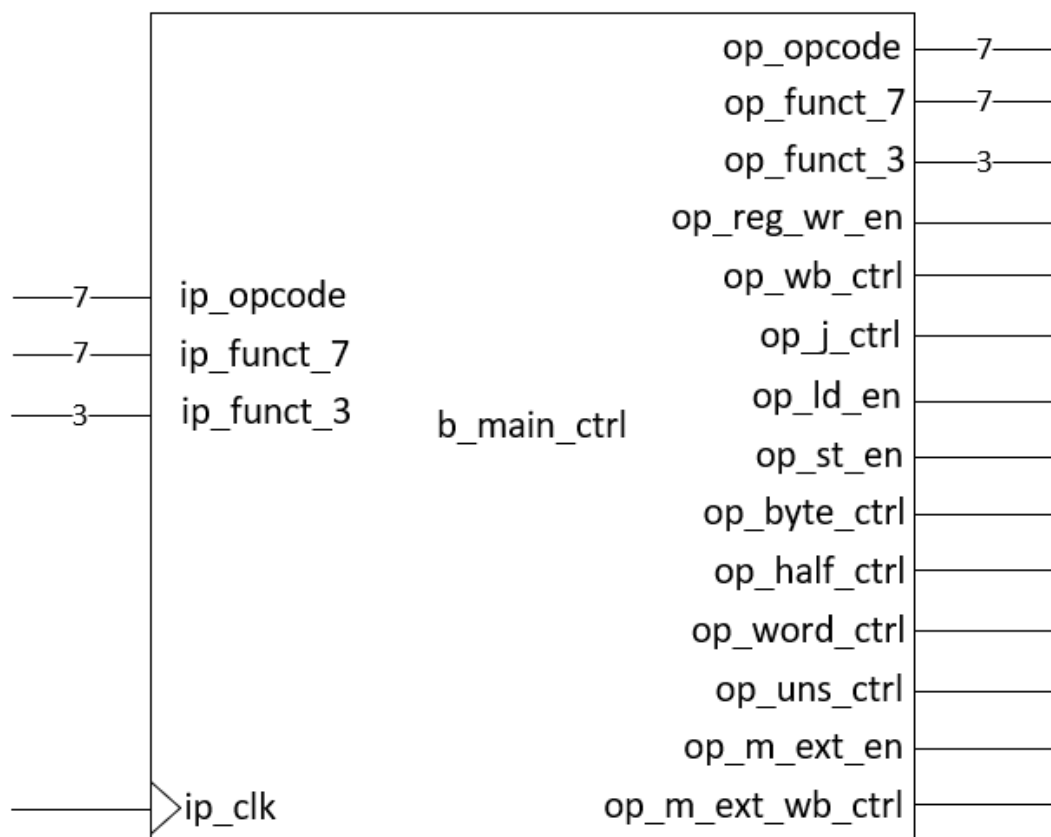 op_opcode 7
op_funct_7 7
op_funct_3 3
op_reg_wr_en
op_wb_ctrl
7 ip_opcode
op_j_ctrl
7 ip_funct_7
op_ld_en
3 ip_funct_3
b_main_ctrl
op_st_en
op_byte_ctrl
op_half_ctrl
op_word_ctrl
op_uns_ctrl
op_m_ext_en
ip_clk
op_m_ext_wb_ctrl